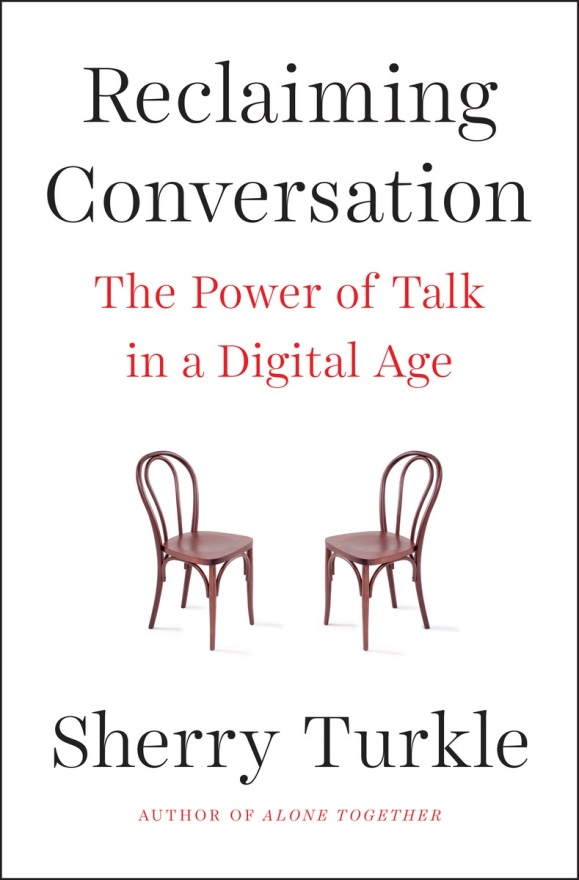 Reclaiming
Conversation
The Power of Talk
in a Digital Age
Sherry Turkle
AUTHOR OF ALONE TOGETHER